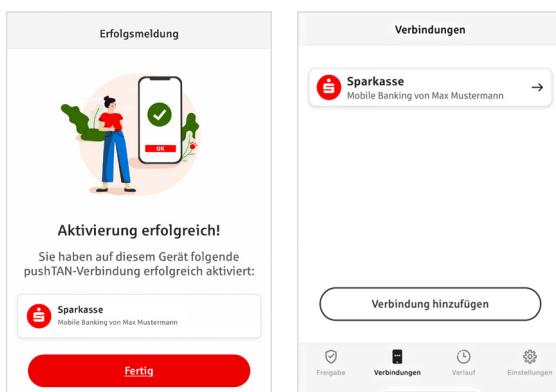 Erfolgsmeldung
OK
Aktivierung erfolgreich!
Sie haben auf diesem Gerät folgende
pushTAN-Verbindung erfolgreich aktiviert:
Sparkasse
Mobile Banking von Max Mustermann
Fertig
Verbindungen
Sparkasse
Mobile Banking von Max Mustermann
Verbindung hinzufügen
Freigabe
Verbindungen
Verlauf
Einstellungen